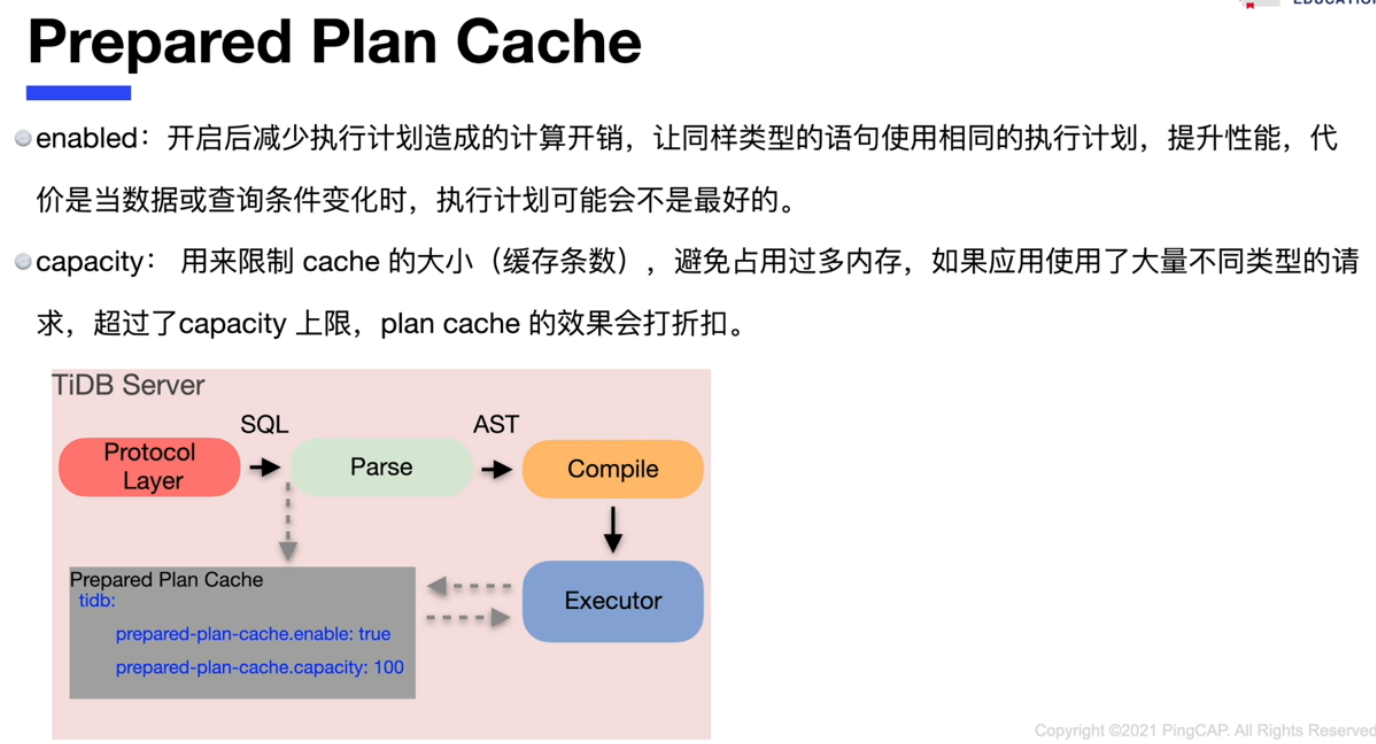 EDUCATION
Prepared Plan Cache
enabled：开启后减少执行计划造成的计算开销，让同样类型的语句使用相同的执行计划，提升性能，代
价是当数据或查询条件变化时，执行计划可能会不是最好的。
capacity： 用来限制 cache 的大小（缓存条数），避免占用过多内存，如果应用使用了大量不同类型的请
求，超过了capacity 上限，plan cache 的效果会打折扣。
TiDB Server
SQL
AST
Protocol
Layer
Parse
Compile
Prepared Plan Cache
tidb:
prepared-plan-cache.enable: true
prepared-plan-cache.capacity: 100
Executor
Copyright ©2021 PingCAP. All Rights Reserved